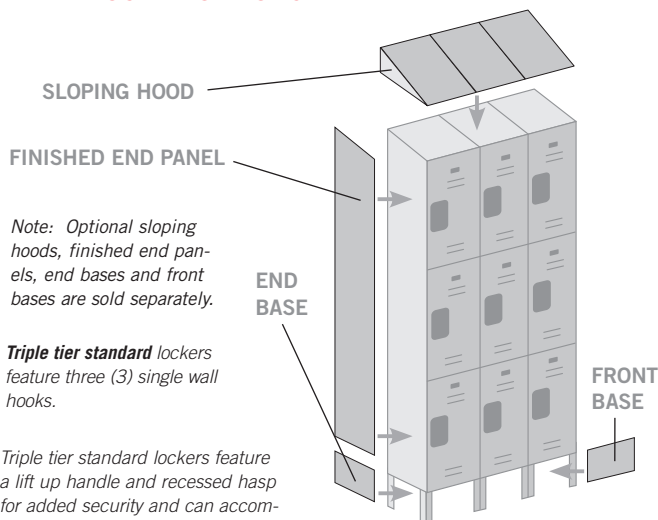 SLOPING HOOD
FINISHED END PANEL
Note: Optional sloping
hoods, finished end pan-
els, end bases and front
bases are sold separately.
END
BASE
Triple tier standard lockers
feature three (3) single wall
hooks.
FRONT
BASE
Triple tier standard lockers feature
a lift up handle and recessed hasp
for added security and can accom-